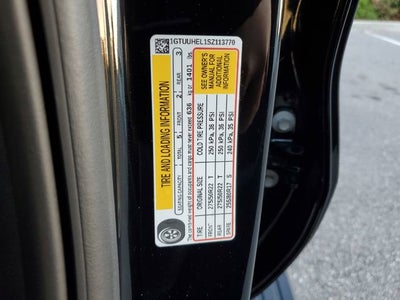 1GTUUHEL1SZ113770
TIRE AND LOADING INFORMATION
SEATING CAPACITY TOTAL 5 FRONT 2 REAR 3
The combined weight of occupants and cargo should never exceed 636 kg or 1401 lbs
TIRE ORIGINAL SIZE COLD TIRE PRESSURE
FRONT 275/50R22 T 250 kPa, 36 PSI
REAR 275/50R22 T 250 kPa, 36 PSI
SPARE 255/80R17 S 240 kPa, 35 PSI
SEE OWNER'S
MANUAL FOR
ADDITIONAL
INFORMATION